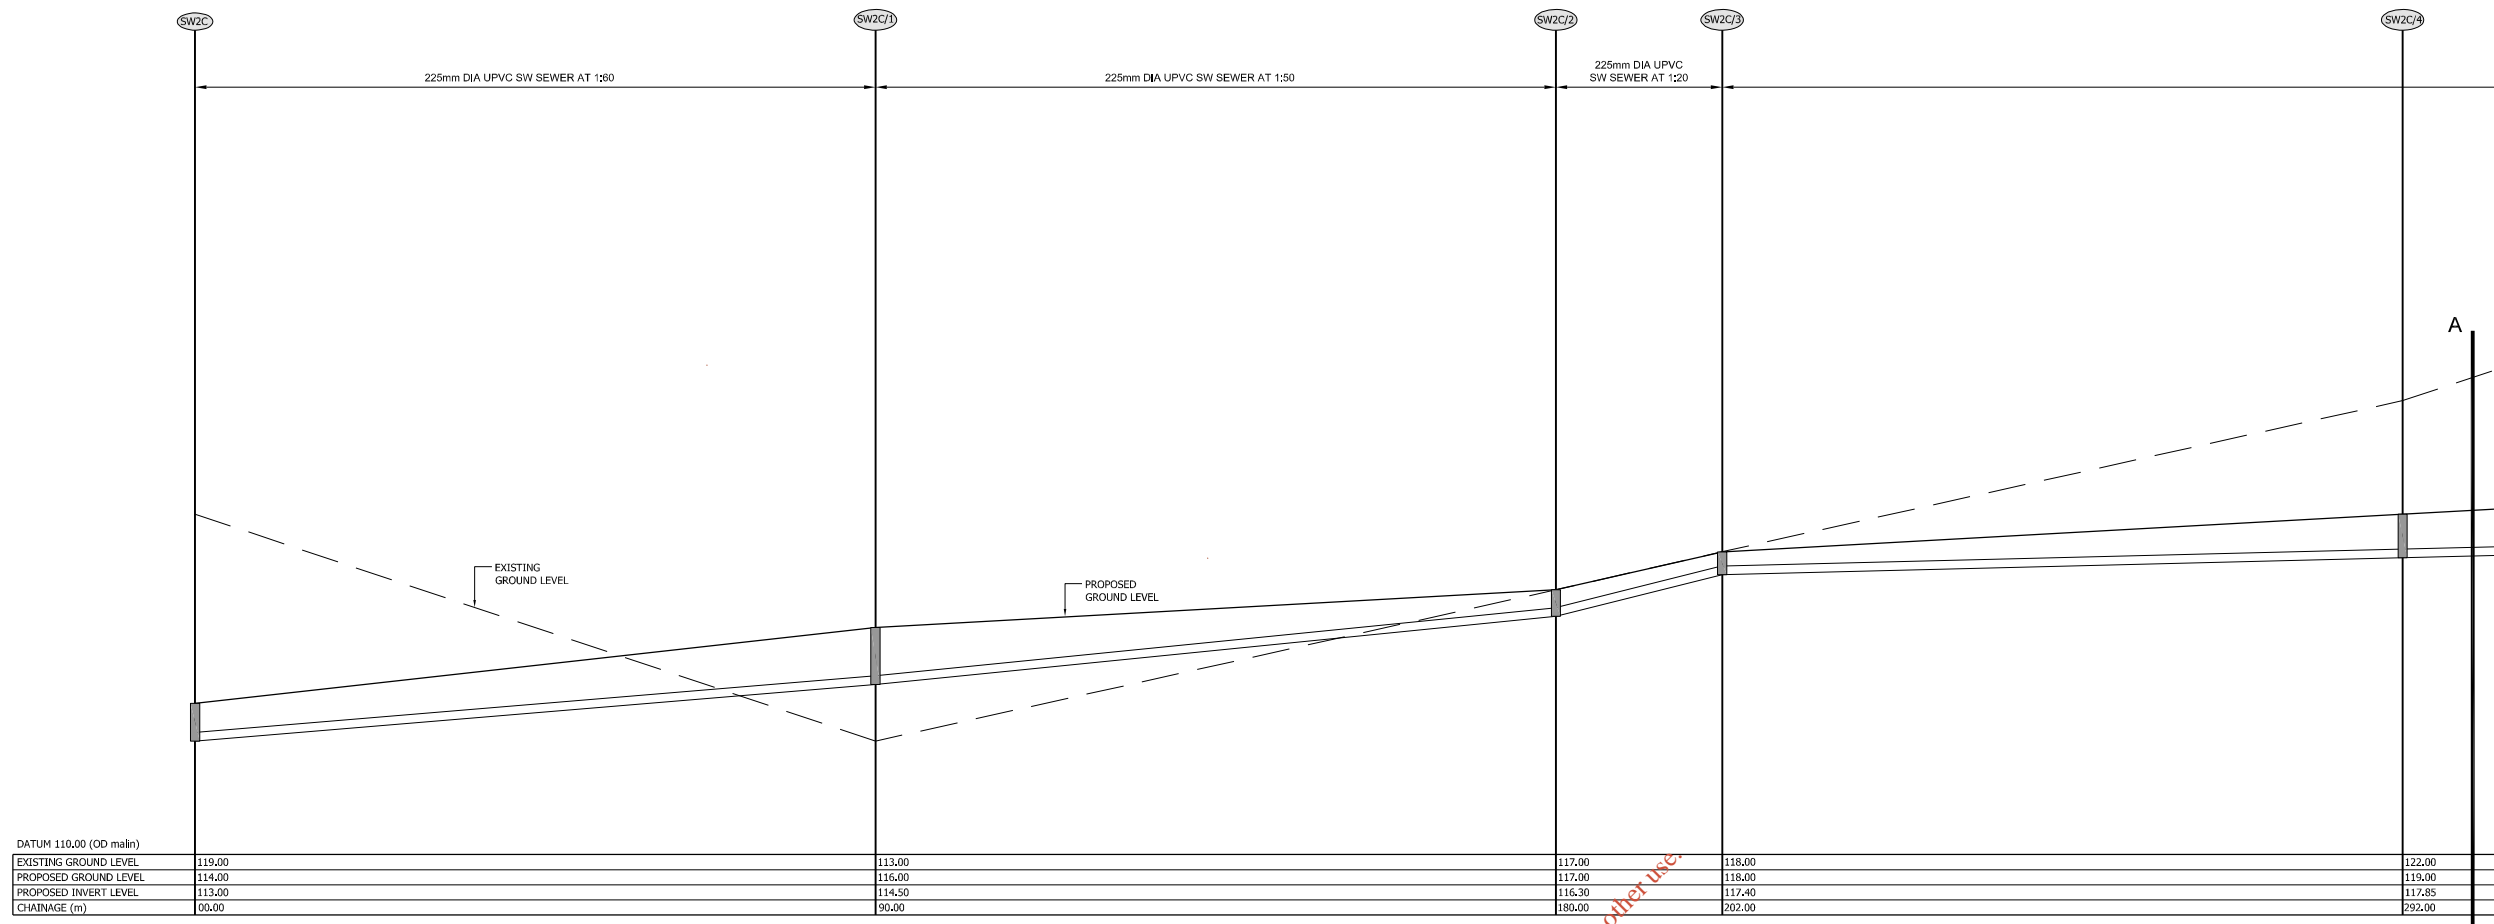 SW2C
SW2C/1
SW2C/2
SW2C/3
SW2C/4
225mm DIA UPVC SW SEWER AT 1:60
225mm DIA UPVC SW SEWER AT 1:50
225mm DIA UPVC
SW SEWER AT 1:20
A
EXISTING
GROUND LEVEL
PROPOSED
GROUND LEVEL
DATUM 110.00 (OD malin)
EXISTING GROUND LEVEL 119.00 113.00 117.00 118.00 122.00
PROPOSED GROUND LEVEL 114.00 116.00 117.00 118.00 119.00
PROPOSED INVERT LEVEL 113.00 114.50 116.30 117.40 117.85
CHAINAGE (m) 00.00 90.00 180.00 202.00 292.00
other use.